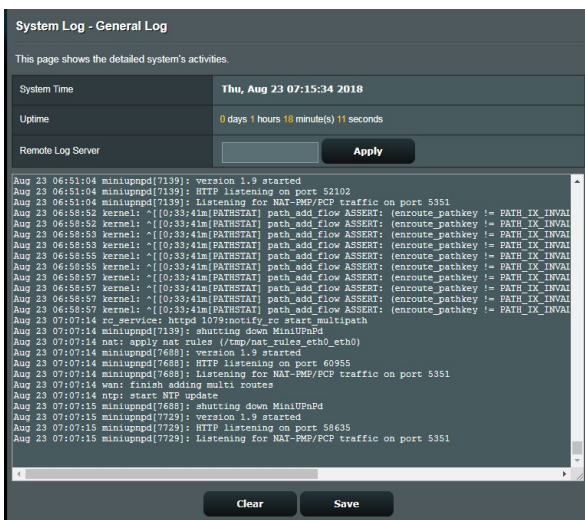 System Log - General Log
This page shows the detailed system's activities.
System Time Thu, Aug 23 07:15:34 2018
Uptime 0 days 1 hours 18 minute(s) 11 seconds
Remote Log Server Apply
Aug 23 06:51:04 miniupnpd[7139]: version 1.9 started
Aug 23 06:51:04 miniupnpd[7139]: HTTP listening on port 52102
Aug 23 06:51:04 miniupnpd[7139]: Listening for NAT-PMP/PCP traffic on port 5351
Aug 23 06:58:52 kernel: ^[[0;33;41m[PATHSTAT] path_add_flow ASSERT: (enroute_pathkey != PATH_IX_INVAL
Aug 23 06:58:53 kernel: ^[[0;33;41m[PATHSTAT] path_add_flow ASSERT: (enroute_pathkey != PATH_IX_INVAL
Aug 23 06:58:53 kernel: ^[[0;33;41m[PATHSTAT] path_add_flow ASSERT: (enroute_pathkey != PATH_IX_INVAL
Aug 23 06:58:53 kernel: ^[[0;33;41m[PATHSTAT] path_add_flow ASSERT: (enroute_pathkey != PATH_IX_INVAL
Aug 23 06:58:55 kernel: ^[[0;33;41m[PATHSTAT] path_add_flow ASSERT: (enroute_pathkey != PATH_IX_INVAL
Aug 23 06:58:55 kernel: ^[[0;33;41m[PATHSTAT] path_add_flow ASSERT: (enroute_pathkey != PATH_IX_INVAL
Aug 23 06:58:57 kernel: ^[[0;33;41m[PATHSTAT] path_add_flow ASSERT: (enroute_pathkey != PATH_IX_INVAL
Aug 23 06:58:57 kernel: ^[[0;33;41m[PATHSTAT] path_add_flow ASSERT: (enroute_pathkey != PATH_IX_INVAL
Aug 23 06:58:57 kernel: ^[[0;33;41m[PATHSTAT] path_add_flow ASSERT: (enroute_pathkey != PATH_IX_INVAL
Aug 23 06:58:57 kernel: ^[[0;33;41m[PATHSTAT] path_add_flow ASSERT: (enroute_pathkey != PATH_IX_INVAL
Aug 23 07:07:14 rc_service: httpd 1079:notify_rc start_multipath
Aug 23 07:07:14 miniupnpd[7139]: shutting down MiniUPnPd
Aug 23 07:07:14 nat: apply nat rules (/tmp/nat_rules_eth0_eth0)
Aug 23 07:07:14 miniupnpd[7688]: version 1.9 started
Aug 23 07:07:14 miniupnpd[7688]: HTTP listening on port 60955
Aug 23 07:07:14 miniupnpd[7688]: Listening for NAT-PMP/PCP traffic on port 5351
Aug 23 07:07:14 wan: finish adding multi routes
Aug 23 07:07:14 ntp: start NTP update
Aug 23 07:07:15 miniupnpd[7688]: shutting down MiniUPnPd
Aug 23 07:07:15 miniupnpd[7729]: version 1.9 started
Aug 23 07:07:15 miniupnpd[7729]: HTTP listening on port 58635
Aug 23 07:07:15 miniupnpd[7729]: Listening for NAT-PMP/PCP traffic on port 5351
Clear Save